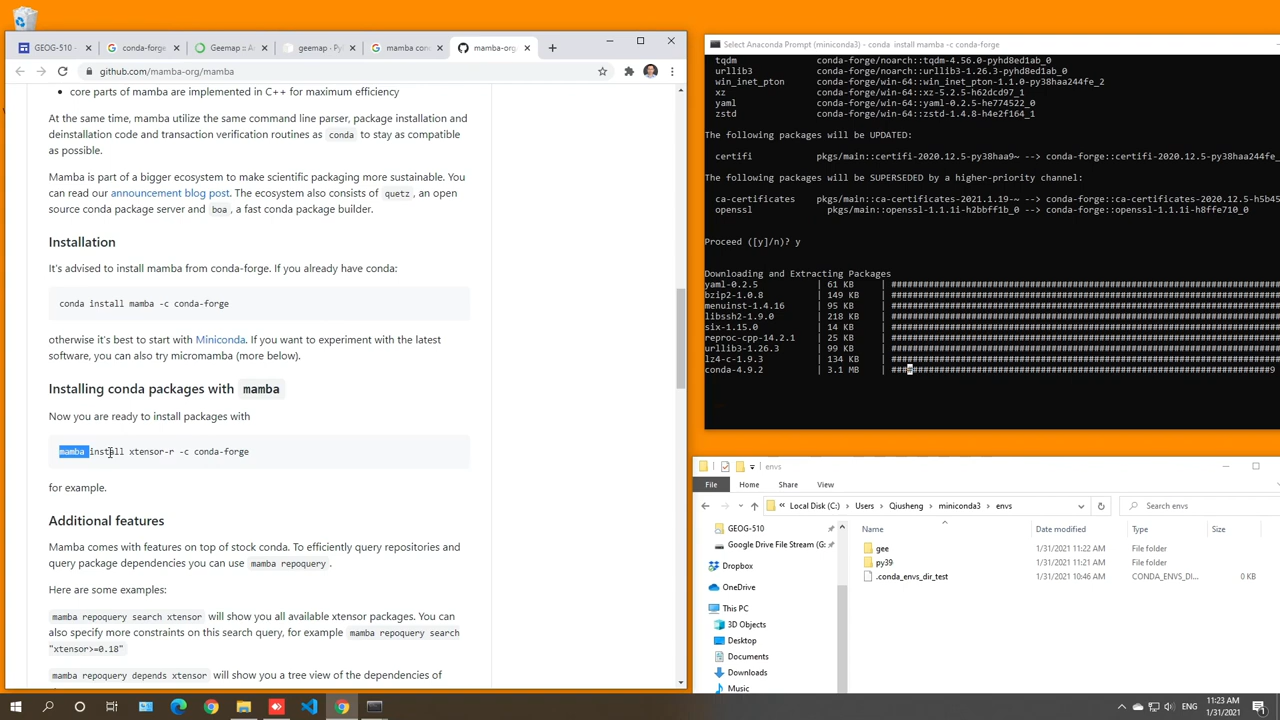 GEOG-510 -
conda-forge
Geemap = A
geemap · Py
mamba con
mamba-org
github.com/mamba-org/mamba
core parts of mamba are implemented in C++ for maximum efficiency
At the same time, mamba utilize the same command line parser, package installation and
deinstallation code and transaction verification routines as conda to stay as compatible
as possible.
Mamba is part of a bigger ecosystem to make scientific packaging more sustainable. You
can read our announcement blog post. The ecosystem also consists of quetz, an open
source conda package server and boa, a fast conda package builder.
Installation
It's advised to install mamba from conda-forge. If you already have conda:
conda install mamba -c conda-forge
otherwise it's best to start with Miniconda. If you want to experiment with the latest
software, you can also try micromamba (more below).
Installing conda packages with mamba
Now you are ready to install packages with
mamba install xtensor-r -c conda-forge
for example.
Additional features
Mamba comes with features on top of stock conda. To efficiently query repositories and
query package dependencies you can use mamba repoquery .
Here are some examples:
mamba repoquery search xtensor will show you all available xtensor packages. You can
also specify more constraints on this search query, for example mamba repoquery search
"xtensor>=0.18"
mamba repoquery depends xtensor will show you a tree view of the dependencies of
Select Anaconda Prompt (miniconda3) - conda install mamba -c conda-forge
tqdm conda-forge/noarch::tqdm-4.56.0-pyhd8ed1ab_0
urllib3 conda-forge/noarch::urllib3-1.26.3-pyhd8ed1ab_0
win_inet_pton conda-forge/win-64::win_inet_pton-1.1.0-py38haa244fe_2
xz conda-forge/win-64::xz-5.2.5-h62dcd97_1
yaml conda-forge/win-64::yaml-0.2.5-he774522_0
zstd conda-forge/win-64::zstd-1.4.8-h4e2f164_1
The following packages will be UPDATED:
certifi pkgs/main::certifi-2020.12.5-py38haa9~ --> conda-forge::certifi-2020.12.5-py38haa244fe_
The following packages will be SUPERSEDED by a higher-priority channel:
ca-certificates pkgs/main::ca-certificates-2021.1.19~ --> conda-forge::ca-certificates-2020.12.5-h5b45
openssl pkgs/main::openssl-1.1.1i-h2bbff1b_0 --> conda-forge::openssl-1.1.1i-h8ffe710_0
Proceed ([y]/n)? y
Downloading and Extracting Packages
yaml-0.2.5 | 61 KB |
bzip2-1.0.8 | 149 KB |
menuinst-1.4.16 | 95 KB |
libssh2-1.9.0 | 218 KB |
six-1.15.0 | 14 KB |
reproc-cpp-14.2.1 | 25 KB |
urllib3-1.26.3 | 99 KB |
lz4-c-1.9.3 | 134 KB |
conda-4.9.2 | 3.1 MB | 9
envs
File Home Share View
Local Disk (C:) > Users > Qiusheng > miniconda3 > envs
Search envs
GEOG-510
Google Drive File Stream (G:
Dropbox
OneDrive
This PC
3D Objects
Desktop
Documents
Downloads
Music
Name Date modified Type Size
gee 1/31/2021 11:22 AM File folder
py39 1/31/2021 11:21 AM File folder
.conda_envs_dir_test 1/31/2021 10:46 AM CONDA_ENVS_DI... 0 KB
ENG
11:23 AM
1/31/2021